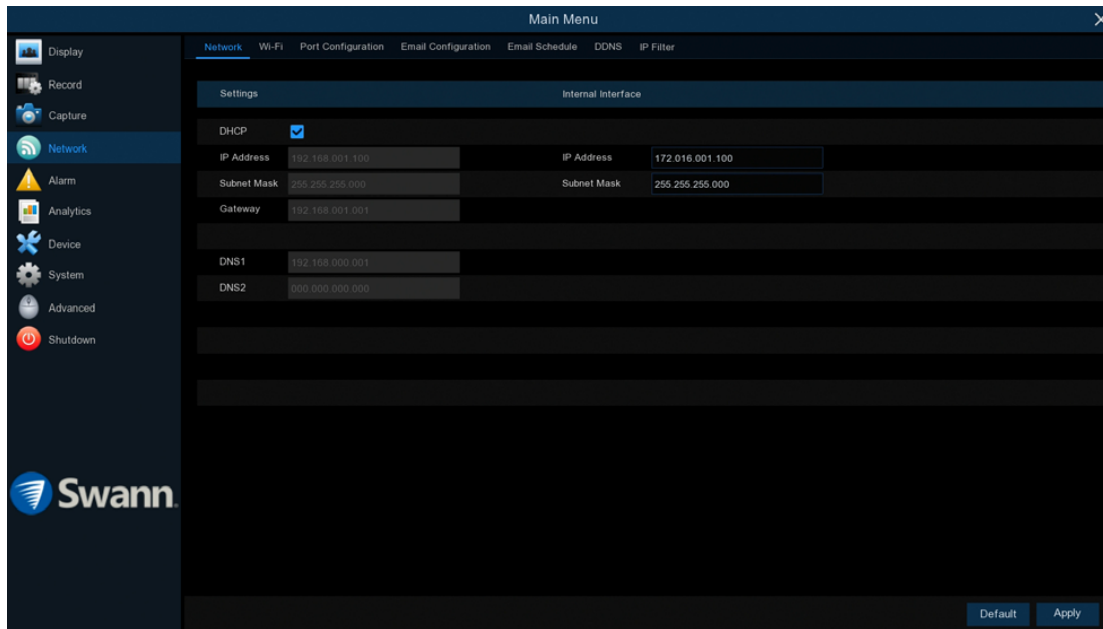 Main Menu
Display
Record
Capture
Network
Alarm
Analytics
Device
System
Advanced
Shutdown
Swann.
Network Wi-Fi Port Configuration Email Configuration Email Schedule DDNS IP Filter
Settings Internal Interface
DHCP
IP Address 192.168.001.100 IP Address 172.016.001.100
Subnet Mask 255.255.255.000 Subnet Mask 255.255.255.000
Gateway 192.168.001.001
DNS1 192.168.000.001
DNS2 000.000.000.000
Default Apply